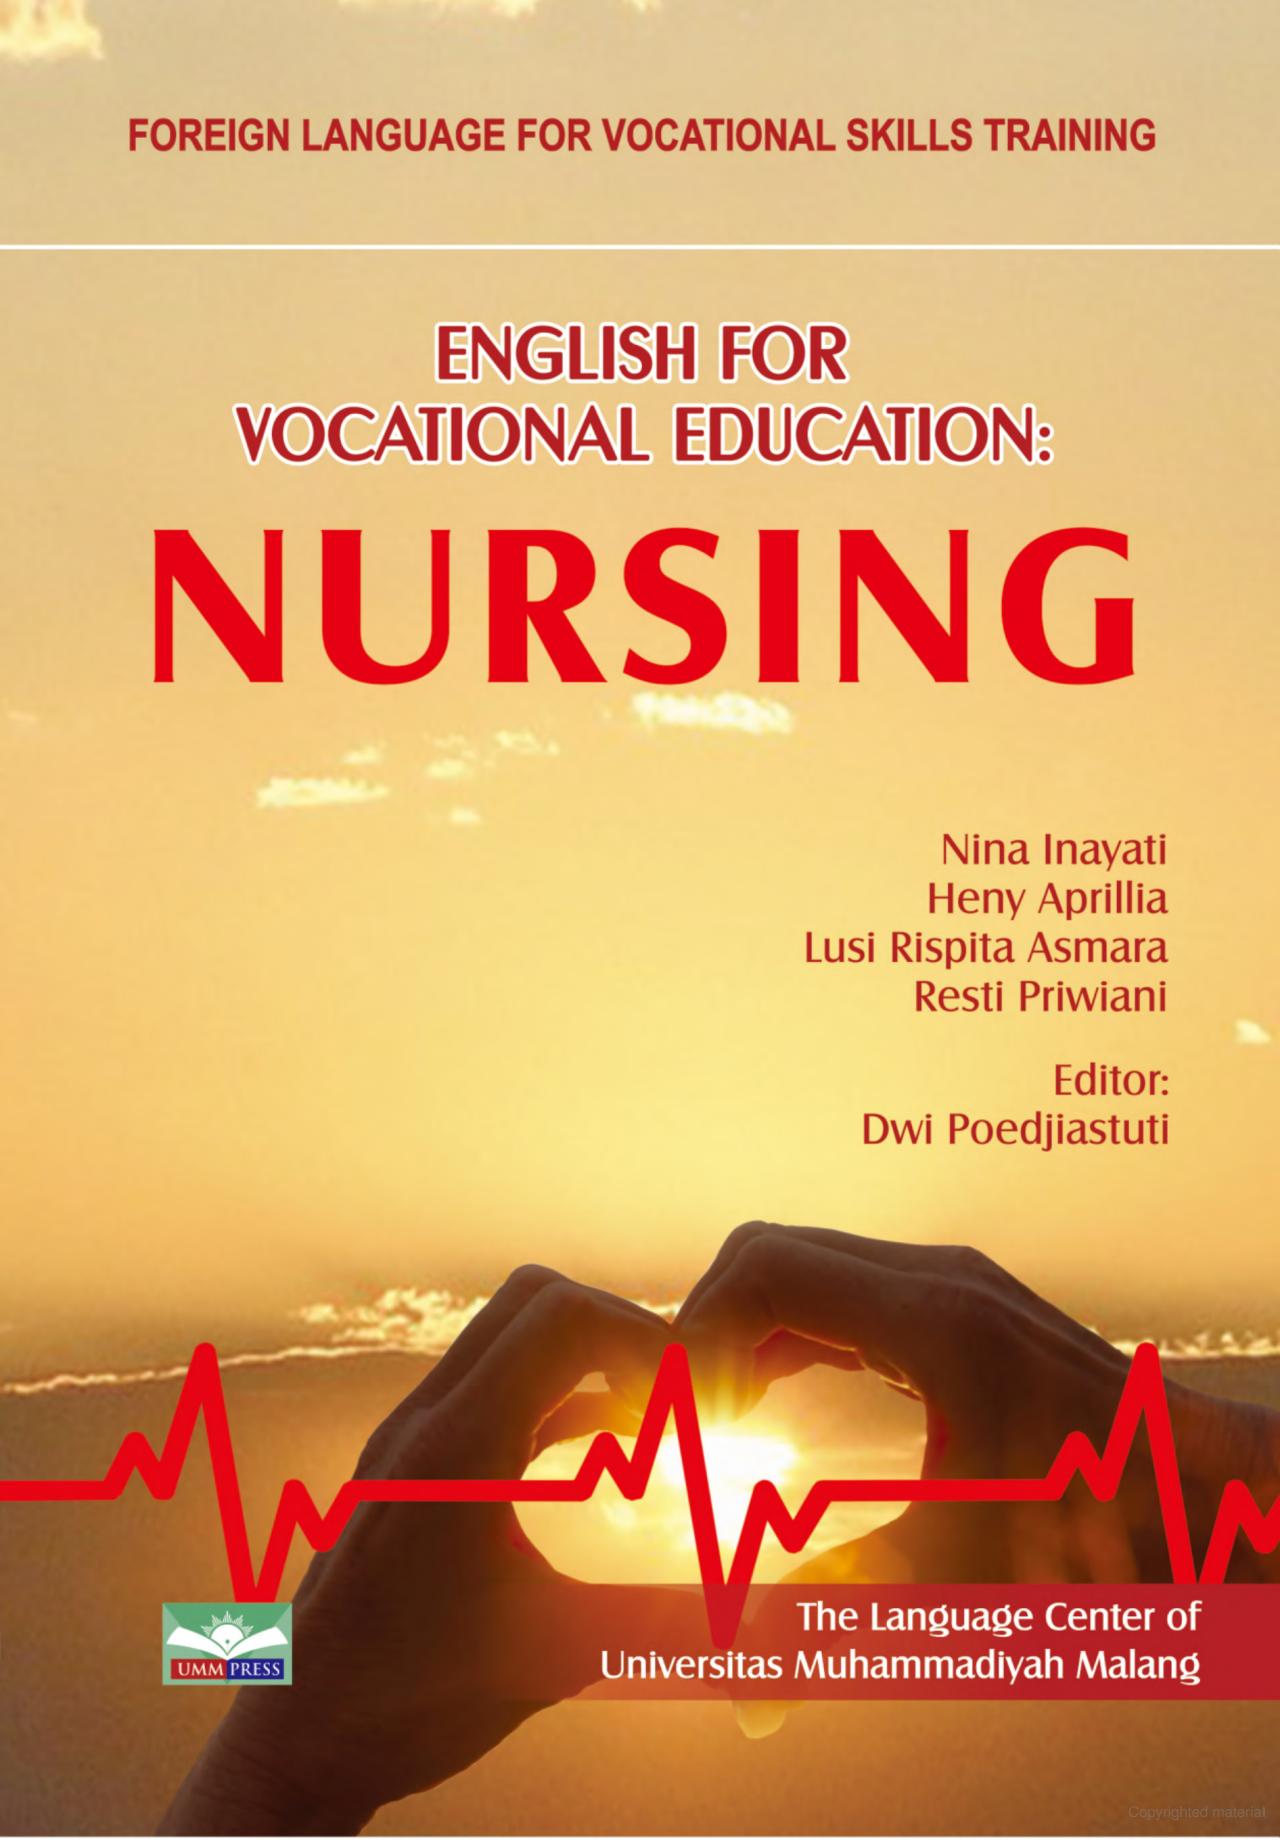 FOREIGN LANGUAGE FOR VOCATIONAL SKILLS TRAINING
ENGLISH FOR
VOCATIONAL EDUCATION:
NURSING
Nina Inayati
Heny Aprillia
Lusi Rispita Asmara
Resti Priwiani
Editor:
Dwi Poedjiastuti
The Language Center of
Universitas Muhammadiyah Malang
UMM PRESS
Copyrighted material